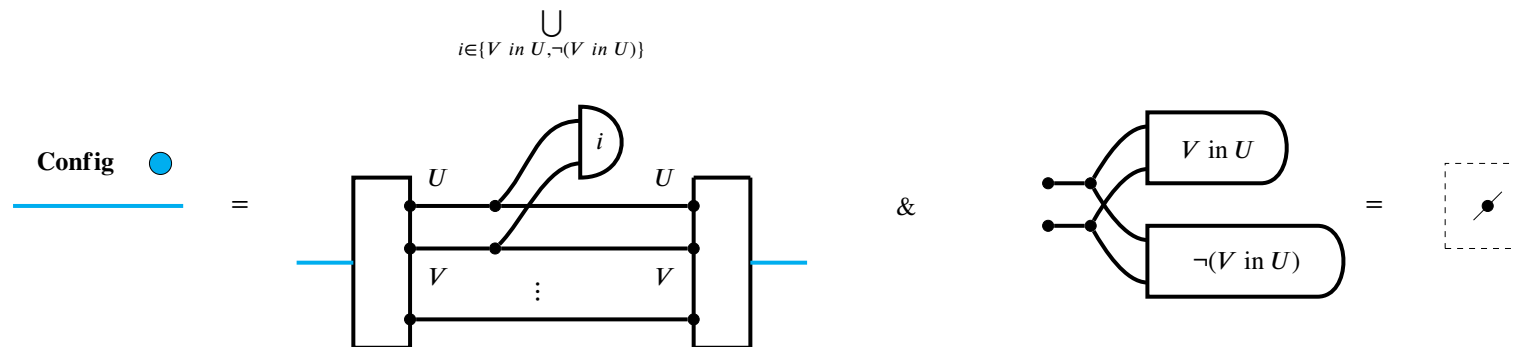 ⋃
i∈{V in U,¬(V in U)}
Config
=
i
U U
V V
⋮
&
V in U
¬(V in U)
=